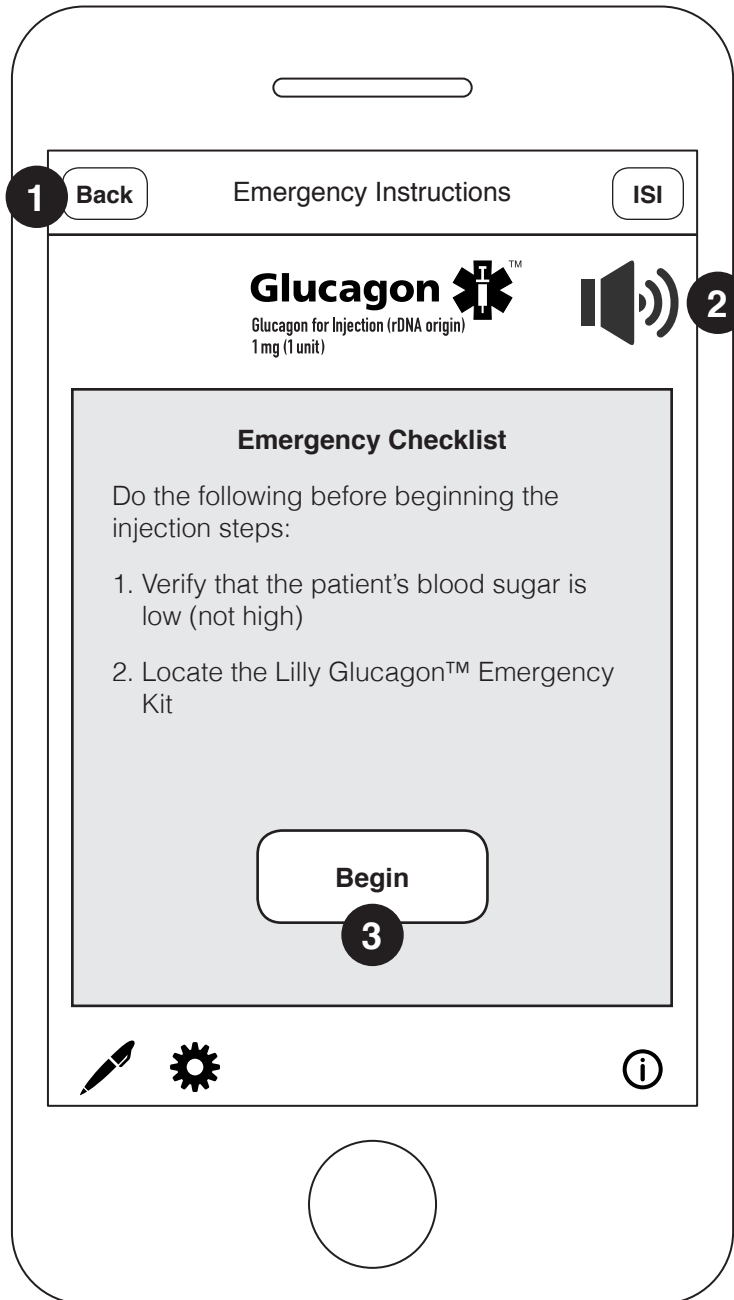 1 Back Emergency Instructions ISI
Glucagon ™
Glucagon for Injection (rDNA origin)
1 mg (1 unit)
2
Emergency Checklist
Do the following before beginning the
injection steps:
1. Verify that the patient’s blood sugar is
low (not high)
2. Locate the Lilly Glucagon™ Emergency
Kit
Begin
3
i